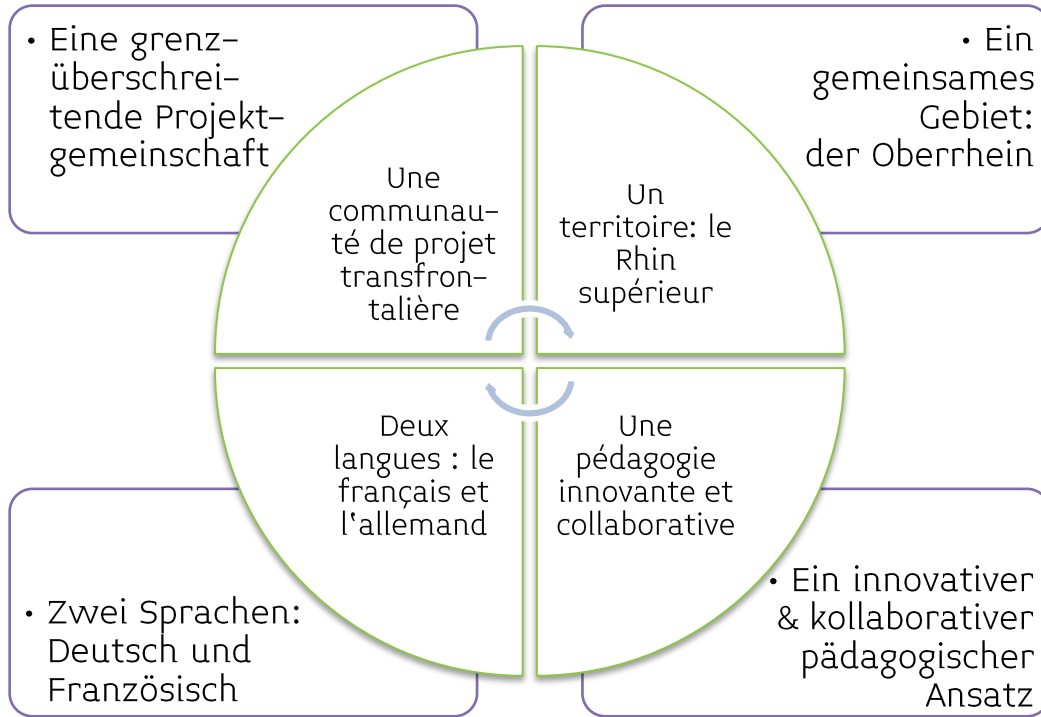 • Eine grenz-
überschrei-
tende Projekt-
gemeinschaft
• Ein
gemeinsames
Gebiet:
der Oberrhein
Une
communau-
té de projet
transfron-
talière
Un
territoire: le
Rhin
supérieur
Deux
langues : le
français et
l'allemand
Une
pédagogie
innovante et
collaborative
• Zwei Sprachen:
Deutsch und
Französisch
• Ein innovativer
& kollaborativer
pädagogischer
Ansatz